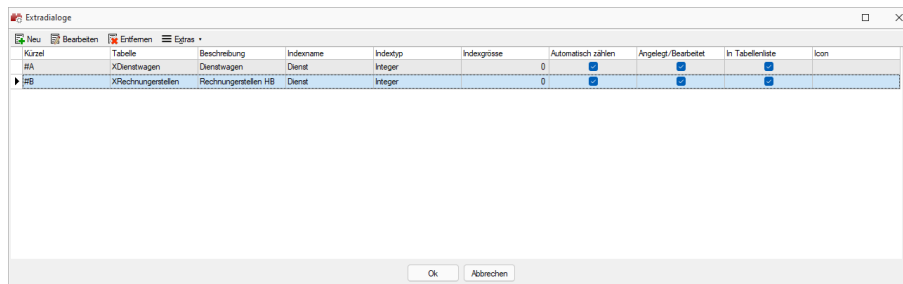 Extradialoge
Neu Bearbeiten Entfernen Extras
Kürzel Tabelle Beschreibung Indexname Indextyp Indexgrösse Automatisch zählen Angelegt/Bearbeitet In Tabellenliste Icon
#A XDienstwagen Dienstwagen Dienst Integer 0
#B XRechnungerstellen Rechnungerstellen HB Dienst Integer 0
Ok Abbrechen